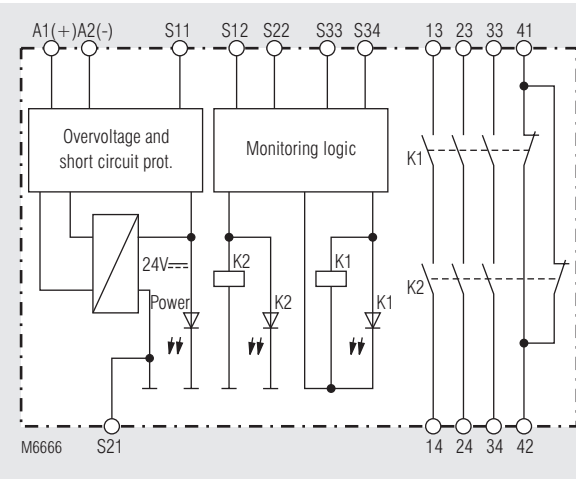 A1(+) A2(-) S11 S12 S22 S33 S34 13 23 33 41
Overvoltage and
short circuit prot.
Monitoring logic
K1
24V
K2 K1
K2
Power K2 K1
M6666 S21 14 24 34 42